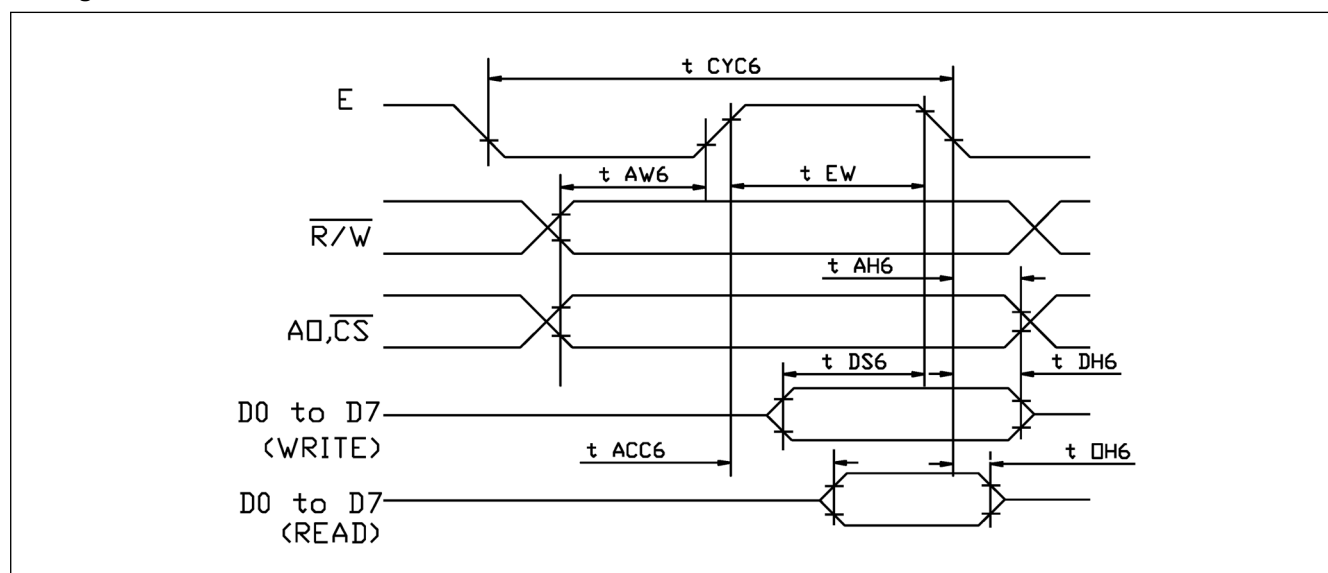 t CYC6
E
t AW6
t EW
R/W
t AH6
A0,CS
t DS6
t DH6
D0 to D7
(WRITE)
t ACC6
t OH6
D0 to D7
(READ)